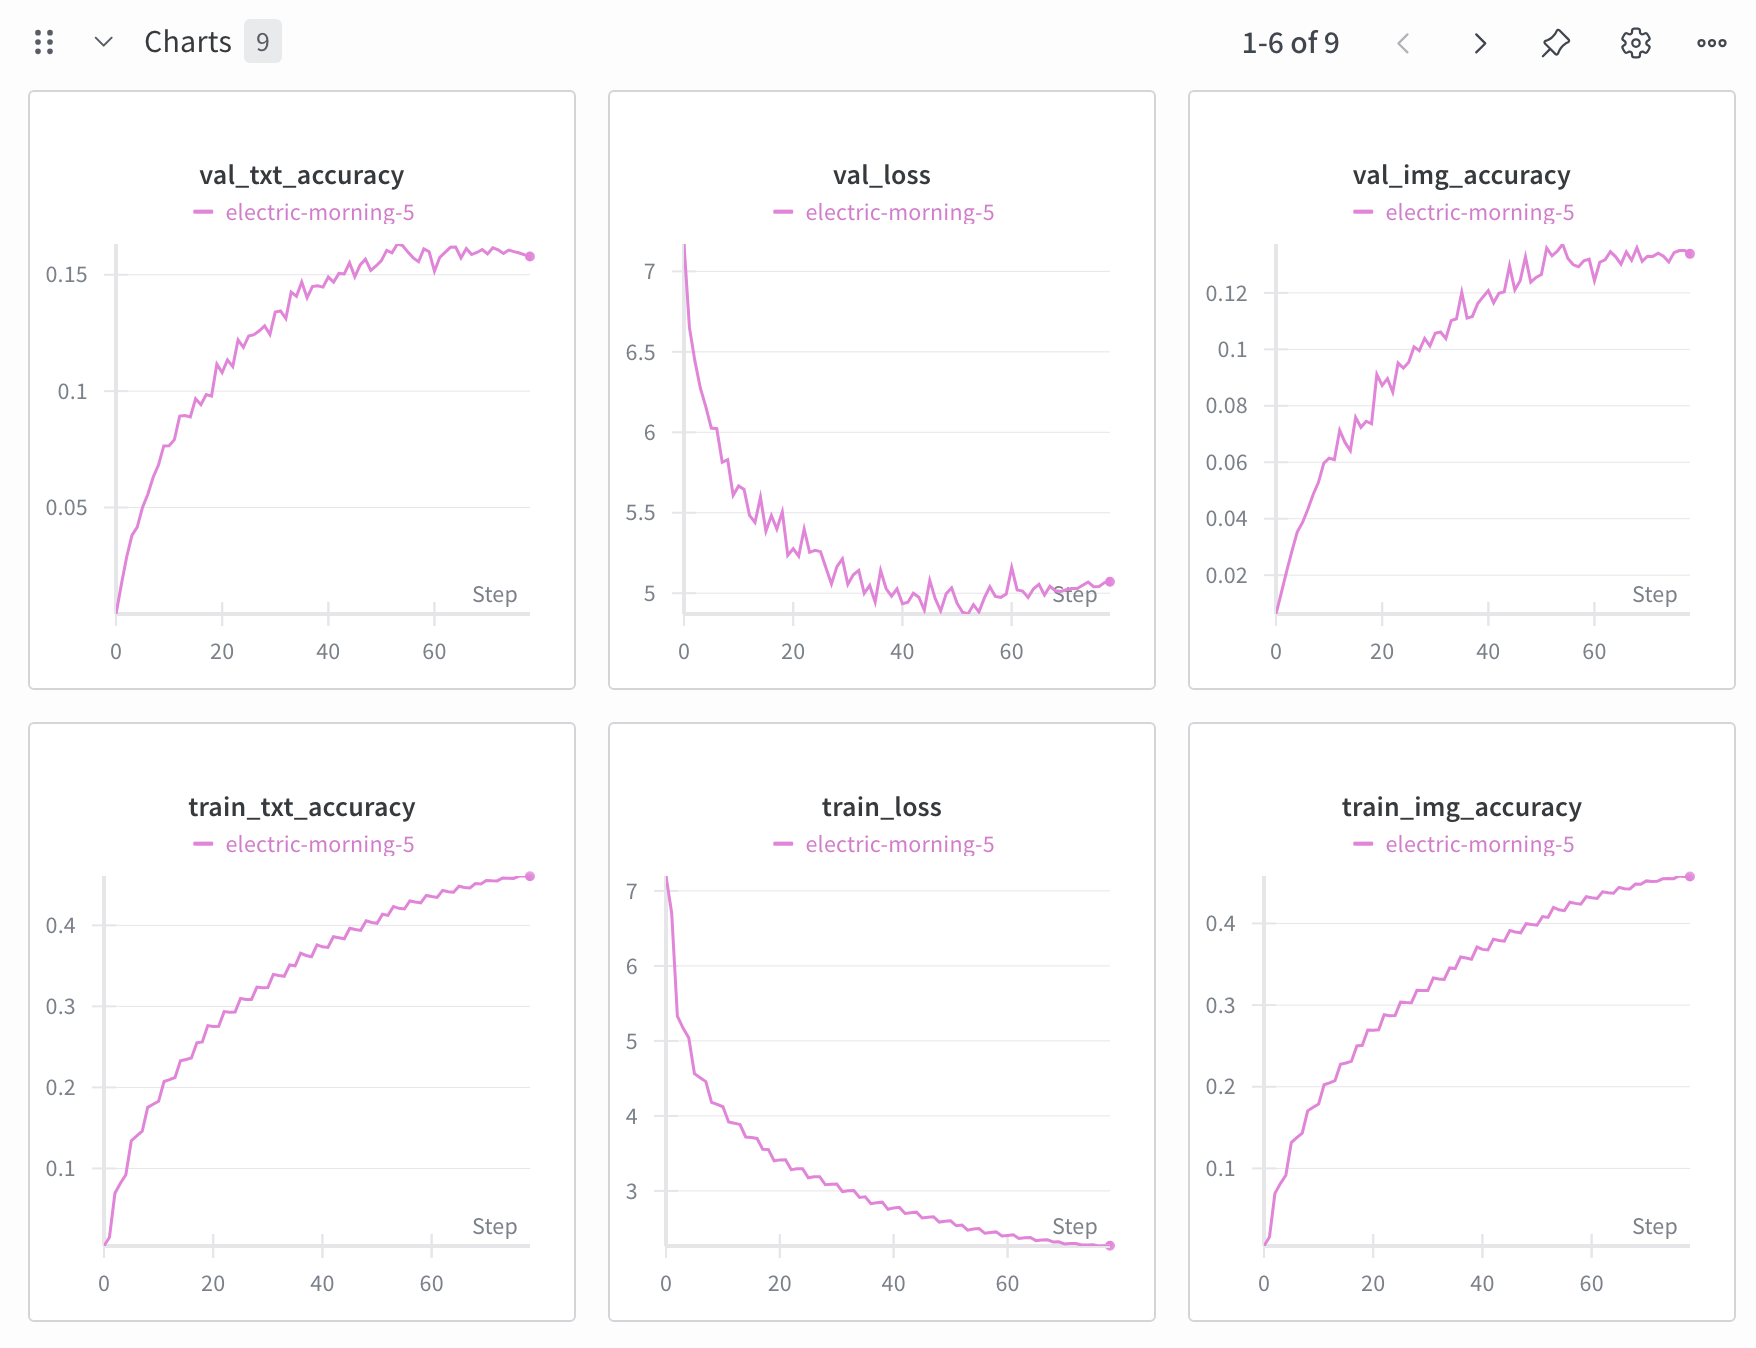 Charts 9
1-6 of 9
val_txt_accuracy
electric-morning-5
0.15
0.1
0.05
Step
0 20 40 60
val_loss
electric-morning-5
7
6.5
6
5.5
5
Step
0 20 40 60
val_img_accuracy
electric-morning-5
0.12
0.1
0.08
0.06
0.04
0.02
Step
0 20 40 60
train_txt_accuracy
electric-morning-5
0.4
0.3
0.2
0.1
Step
0 20 40 60
train_loss
electric-morning-5
7
6
5
4
3
Step
0 20 40 60
train_img_accuracy
electric-morning-5
0.4
0.3
0.2
0.1
Step
0 20 40 60